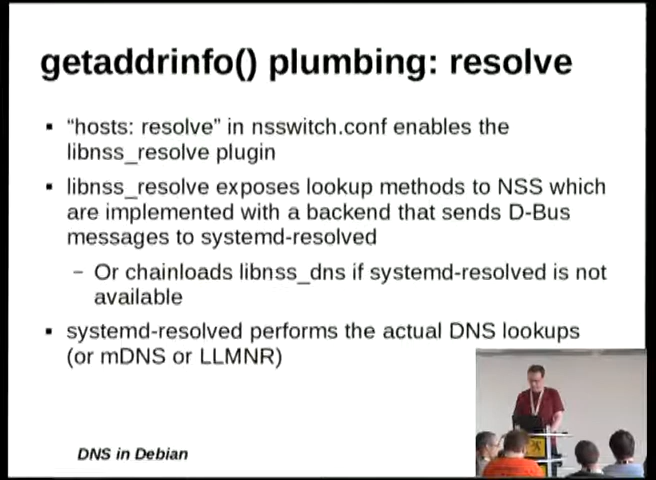 getaddrinfo() plumbing: resolve
"hosts: resolve" in nsswitch.conf enables the
libnss_resolve plugin
libnss_resolve exposes lookup methods to NSS which
are implemented with a backend that sends D-Bus
messages to systemd-resolved
– Or chainloads libnss_dns if systemd-resolved is not
available
systemd-resolved performs the actual DNS lookups
(or mDNS or LLMNR)
DNS in Debian